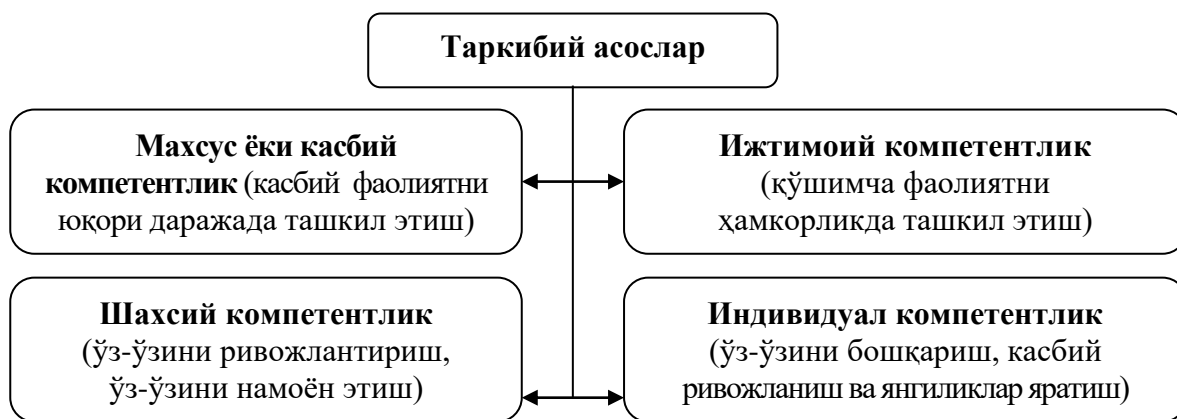 Таркибий асослар
Махсус ёки касбий
компетентлик (касбий фаолиятни
юқори даражада ташкил этиш)
Ижтимоий компетентлик
(қўшимча фаолиятни
ҳамкорликда ташкил этиш)
Шахсий компетентлик
(ўз-ўзини ривожлантириш,
ўз-ўзини намоён этиш)
Индивидуал компетентлик
(ўз-ўзини бошқариш, касбий
ривожланиш ва янгиликлар яратиш)